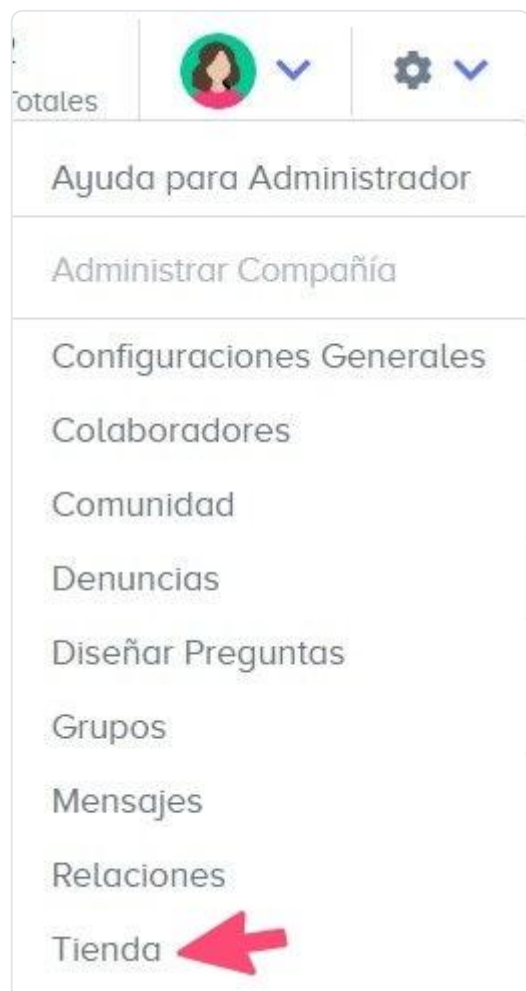 Totales
Ayuda para Administrador
Administrar Compañía
Configuraciones Generales
Colaboradores
Comunidad
Denuncias
Diseñar Preguntas
Grupos
Mensajes
Relaciones
Tienda